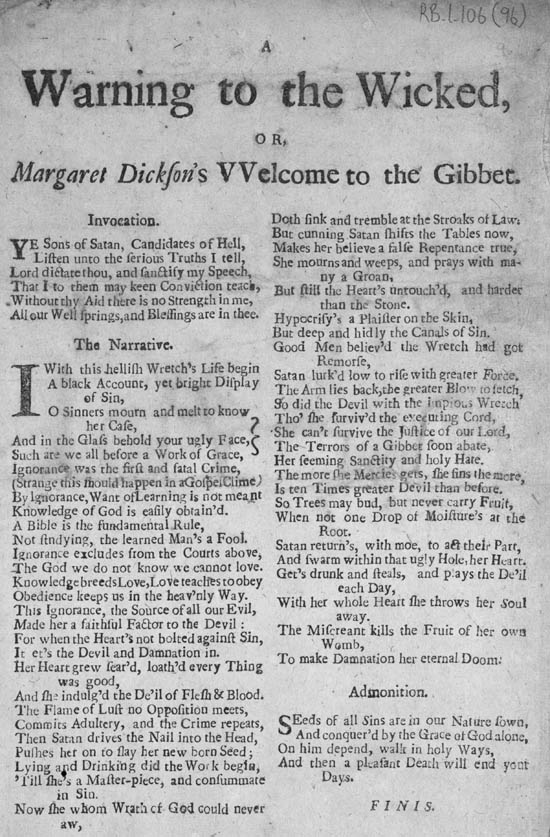 RB.l.106(96)
A
Warning to the Wicked,
OR,
Margaret Dickſon's VVelcome to the Gibbet.
Invocation.
YE Sons of Satan, Candidates of Hell,
Liſten unto the ſerious Truths I tell,
Lord dictate thou, and ſanctify my Speech,
That I to them may keen Conviction teach,
Without thy Aid there is no Strength in me,
All our Well ſprings, and Bleſſings are in thee.
The Narrative.
I With this helliſh Wretch's Life begin
A black Account, yet bright Diſplay
of Sin,
O Sinners mourn and melt to know
her Caſe,
And in the Glaſs behold your ugly Face,
Such are we all before a Work of Grace,
Ignorance was the firſt and fatal Crime,
(Strange this ſhould happen in a Goſpel Clime)
By Ignorance, Want of Learning is not meant
Knowledge of God is eaſily obtain'd.
A Bible is the fundamental Rule,
Not ſtndying, the learned Man's a Fool.
Ignorance excludes from the Courts above,
The God we do not know we cannot love.
Knowledge breeds Love, Love teaches to obey
Obedience keeps us in the heav'nly Way.
This Ignorance, the Source of all our Evil,
Made her a faithful Factor to the Devil:
For when the Heart's not bolted againſt Sin,
It et's the Devil and Damnation in.
Her Heart grew ſear'd, loath'd every Thing
was good,
And ſhe indulg'd the De'il of Fleſh & Blood.
The Flame of Luſt no Oppoſition meets,
Commits Adultery, and the Crime repeats,
Then Satan drives the Nail into the Head,
Puſhes her on to ſlay her new born Seed;
Lying and Drinking did the Work begin,
'Till ſhe's a Maſter-piece, and conſummate
in Sin.
Now ſhe whom Wrath cf God could never
aw,
Doth ſink and tremble at the Stroaks of Law:
But cunning Satan ſhifts the Tables now,
Makes her believe a falſe Repentance true,
She mourns and weeps, and prays with ma-
ny a Groan,
But ſtill the Heart's untouch'd, and harder
than the Stone.
Hypocriſy's a Plaiſter on the Skin,
But deep and hid ly the Canals of Sin.
Good Men believ'd the Wretch had got
Remorſe,
Satan lurk'd low to riſe with greater Force,
The Arm lies back, the greater Blow to fetch,
So did the Devil with the impious Wretch
Tho' ſhe ſurviv'd the executing Cord,
She can't ſurvive the Juſtice of our Lord,
The Terrors of a Gibbet ſoon abate,
Her ſeeming Sanctity and holy Hate.
The more ſhe Mercies gets, ſhe ſins the more,
Is ten Times greater Devil than before.
So Trees may bud, but never carry Fruit,
When not one Drop of Moiſture's at the
Root.
Satan return's, with moe, to act their Part,
And ſwarm within that ugly Hole, her Heart.
Get's drunk and ſteals, and plays the De'il
each Day,
With her whole Heart ſhe throws her Soul
away.
The Miſcreant kills the Fruit of her own
Womb,
To make Damnation her eternal Doom.
Admonition.
SEeds of all Sins are in our Nature ſown,
And conquer'd by the Grace of God alone,
On him depend, walk in holy Ways,
And then a pleaſant Death will end your
Days.
FINIS.